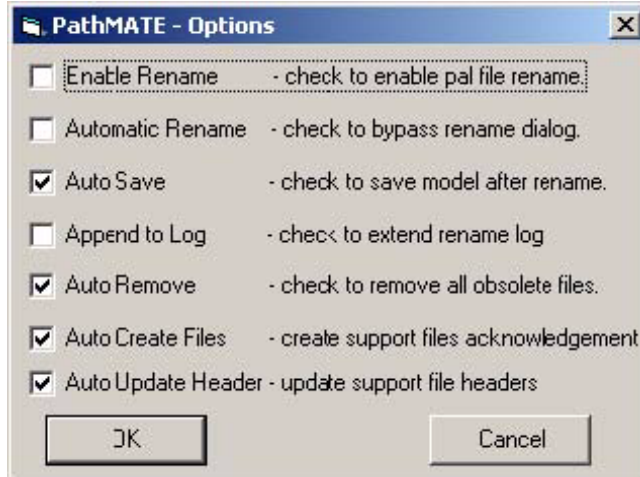 PathMATE - Options
Enable Rename - check to enable pal file rename.
Automatic Rename - check to bypass rename dialog.
Auto Save - check to save model after rename.
Append to Log - check to extend rename log
Auto Remove - check to remove all obsolete files.
Auto Create Files - create support files acknowledgement
Auto Update Header - update support file headers
OK Cancel